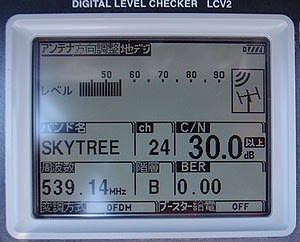 DIGITAL LEVEL CHECKER LCV2
アンテナ方向調整 地デジ
30 40 50 60 70 80 90
レベル
バンド名 ch C/N
SKYTREE 24 30.0 以上 dB
周波数 階層 BER
539.14MHz B 0.00
変調方式 OFDM ブースター給電 OFF